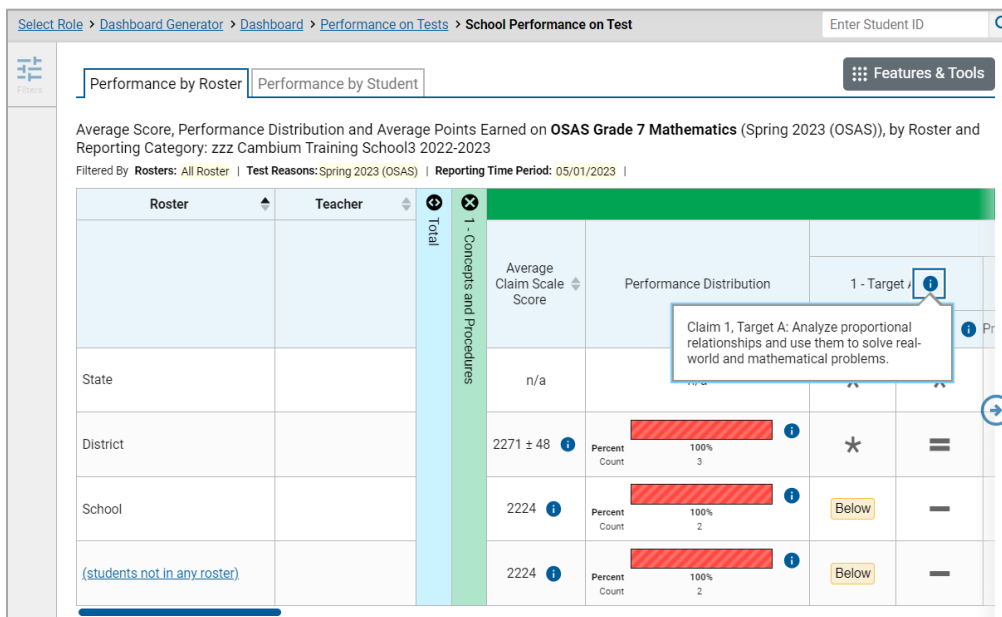 Select Role > Dashboard Generator > Dashboard > Performance on Tests > School Performance on Test
Enter Student ID
Filters
Performance by Roster
Performance by Student
Features & Tools
Average Score, Performance Distribution and Average Points Earned on OSAS Grade 7 Mathematics (Spring 2023 (OSAS)), by Roster and
Reporting Category: zzz Cambium Training School3 2022-2023
Filtered By Rosters: All Roster | Test Reasons: Spring 2023 (OSAS) | Reporting Time Period: 05/01/2023 |
Roster
Teacher
Total
1 - Concepts and Procedures
Average
Claim Scale
Score
Performance Distribution
1 - Target
Claim 1, Target A: Analyze proportional
relationships and use them to solve real-
world and mathematical problems.
State
n/a
District
2271 ± 48
Percent 100%
Count 3
*
=
School
2224
Percent 100%
Count 2
Below
−
(students not in any roster)
2224
Percent 100%
Count 2
Below
−